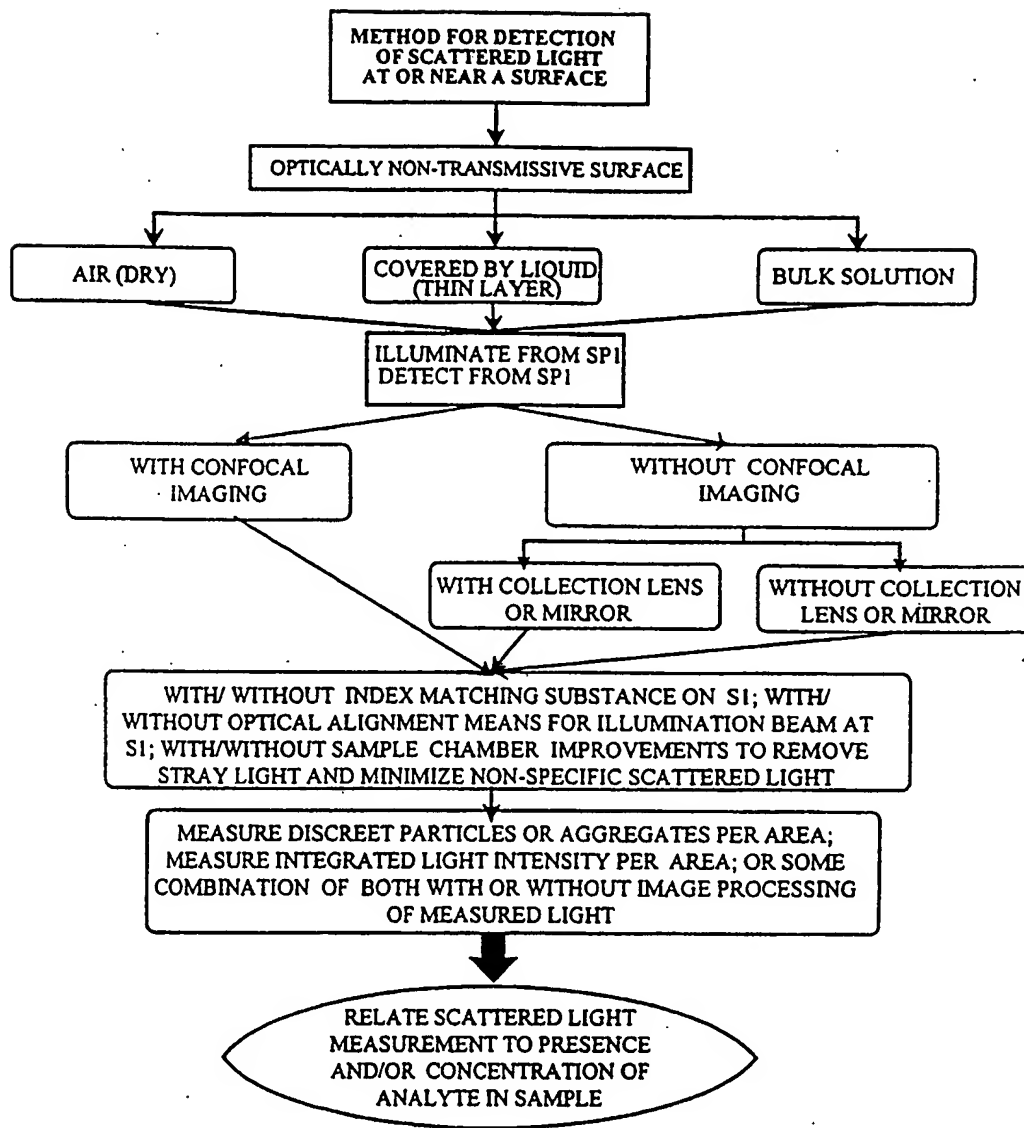 METHOD FOR DETECTION
OF SCATTERED LIGHT
AT OR NEAR A SURFACE
OPTICALLY NON-TRANSMISSIVE SURFACE
AIR (DRY)
COVERED BY LIQUID
(THIN LAYER)
BULK SOLUTION
ILLUMINATE FROM SP1
DETECT FROM SP1
WITH CONFOCAL
IMAGING
WITHOUT CONFOCAL
IMAGING
WITH COLLECTION LENS
OR MIRROR
WITHOUT COLLECTION
LENS OR MIRROR
WITH/ WITHOUT INDEX MATCHING SUBSTANCE ON S1; WITH/
WITHOUT OPTICAL ALIGNMENT MEANS FOR ILLUMINATION BEAM AT
S1; WITH/WITHOUT SAMPLE CHAMBER IMPROVEMENTS TO REMOVE
STRAY LIGHT AND MINIMIZE NON-SPECIFIC SCATTERED LIGHT
MEASURE DISCREET PARTICLES OR AGGREGATES PER AREA;
MEASURE INTEGRATED LIGHT INTENSITY PER AREA; OR SOME
COMBINATION OF BOTH WITH OR WITHOUT IMAGE PROCESSING
OF MEASURED LIGHT
RELATE SCATTERED LIGHT
MEASUREMENT TO PRESENCE
AND/OR CONCENTRATION OF
ANALYTE IN SAMPLE